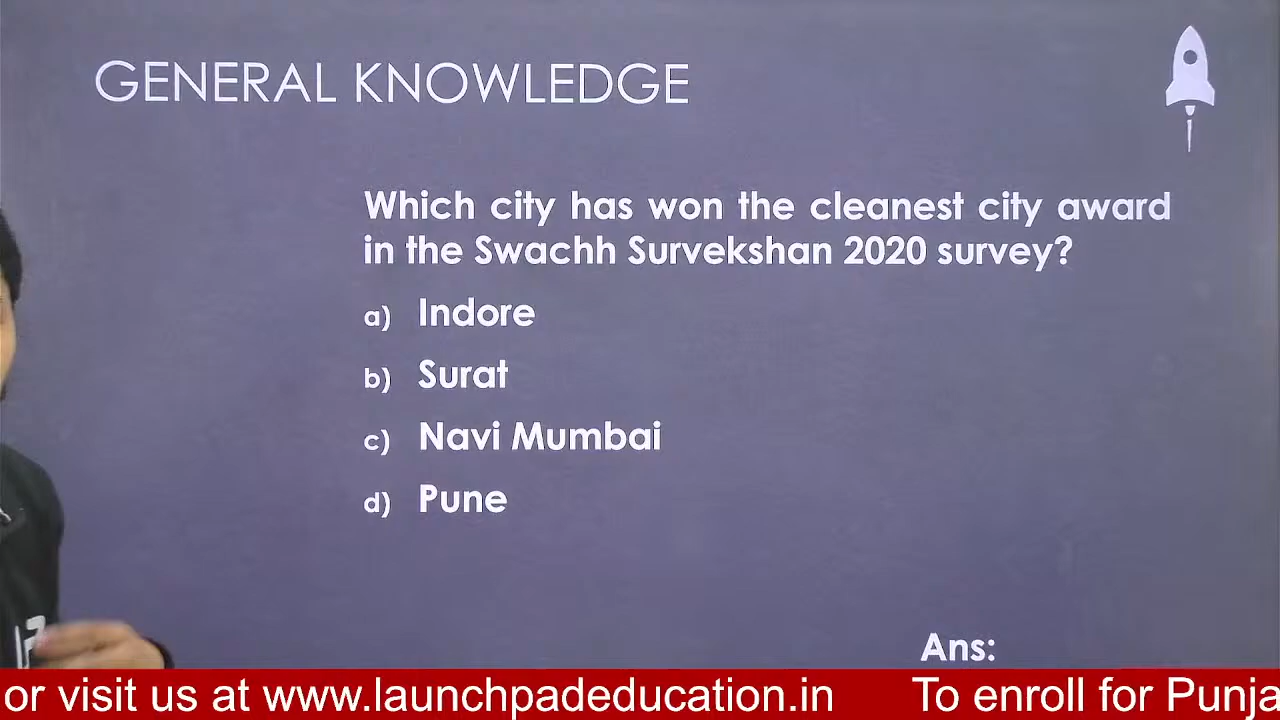 GENERAL KNOWLEDGE
Which city has won the cleanest city award
in the Swachh Survekshan 2020 survey?
a) Indore
b) Surat
c) Navi Mumbai
d) Pune
Ans:
or visit us at www.launchpadeducation.in To enroll for Punja